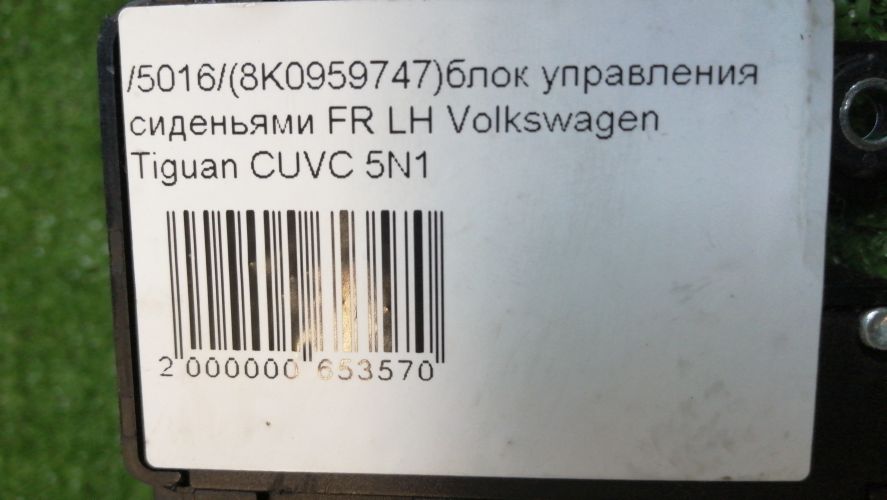 /5016/(8K0959747)блок управления
сиденьями FR LH Volkswagen
Tiguan CUVC 5N1
2 000000 653570